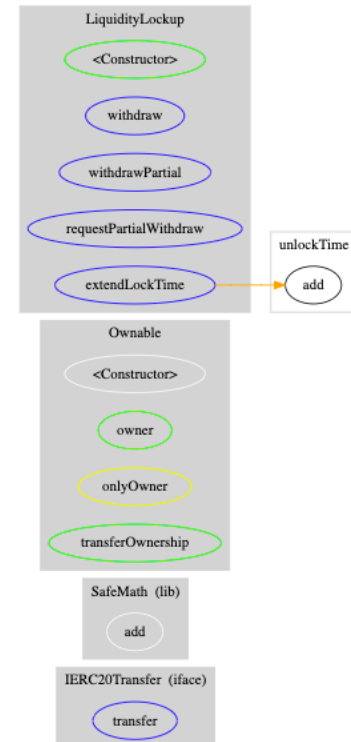 LiquidityLockup
<Constructor>
withdraw
withdrawPartial
requestPartialWithdraw
extendLockTime
unlockTime
add
Ownable
<Constructor>
owner
onlyOwner
transferOwnership
SafeMath (lib)
add
IERC20Transfer (iface)
transfer